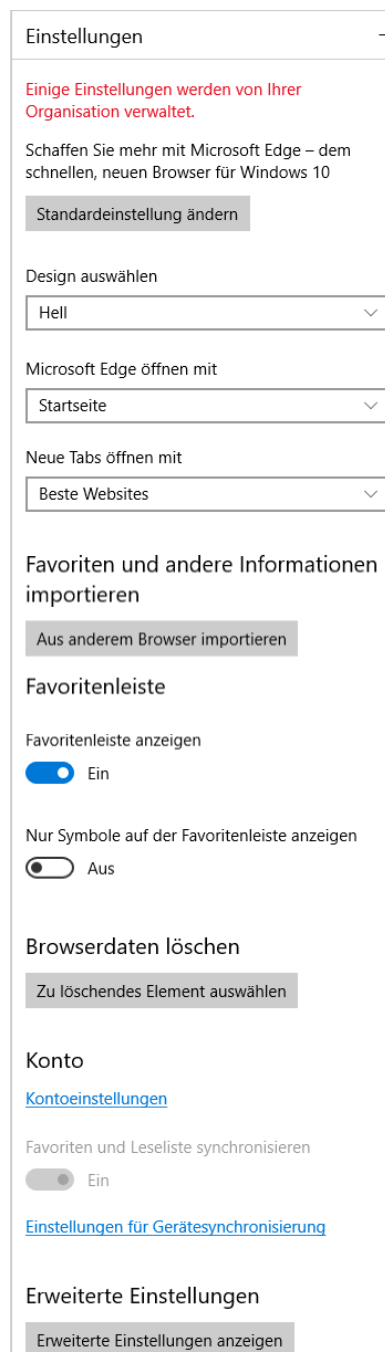 Einstellungen
Einige Einstellungen werden von Ihrer
Organisation verwaltet.
Schaffen Sie mehr mit Microsoft Edge – dem
schnellen, neuen Browser für Windows 10
Standardeinstellung ändern
Design auswählen
Hell
Microsoft Edge öffnen mit
Startseite
Neue Tabs öffnen mit
Beste Websites
Favoriten und andere Informationen
importieren
Aus anderem Browser importieren
Favoritenleiste
Favoritenleiste anzeigen
Ein
Nur Symbole auf der Favoritenleiste anzeigen
Aus
Browserdaten löschen
Zu löschendes Element auswählen
Konto
Kontoeinstellungen
Favoriten und Leseliste synchronisieren
Ein
Einstellungen für Gerätesynchronisierung
Erweiterte Einstellungen
Erweiterte Einstellungen anzeigen